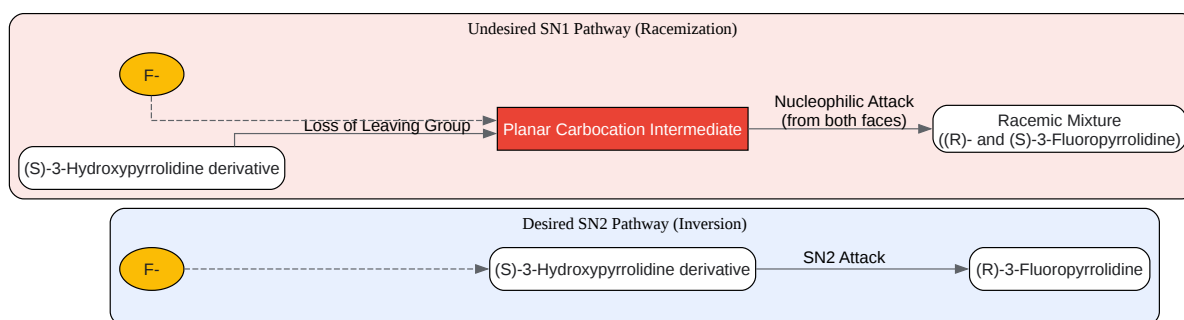 Undesired SN1 Pathway (Racemization)
F-
Loss of Leaving Group
Planar Carbocation Intermediate
Nucleophilic Attack
(from both faces)
Racemic Mixture
((R)- and (S)-3-Fluoropyrrolidine)
(S)-3-Hydroxypyrrolidine derivative
Desired SN2 Pathway (Inversion)
F-
(S)-3-Hydroxypyrrolidine derivative
SN2 Attack
(R)-3-Fluoropyrrolidine